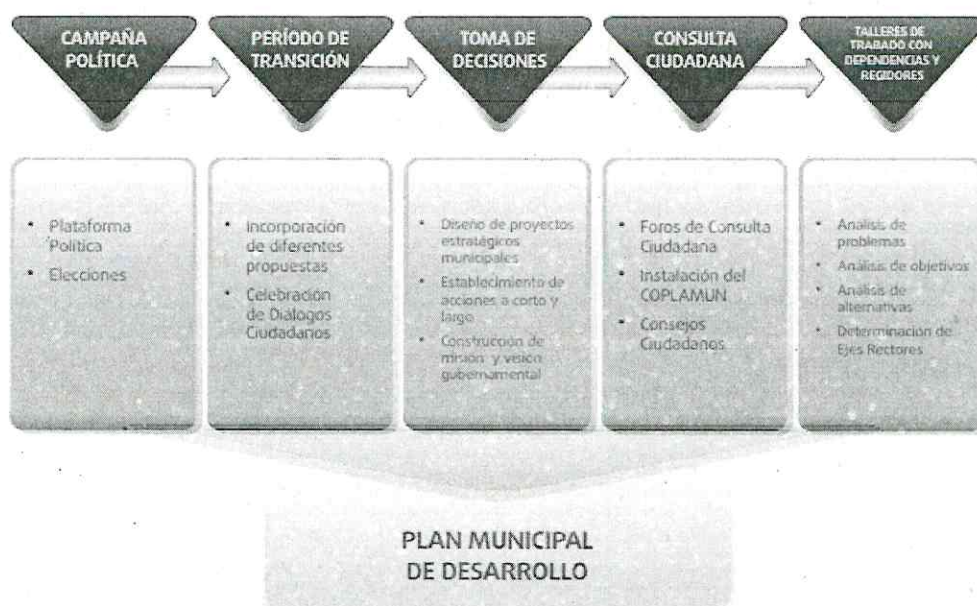 CAMPAÑA
POLÍTICA
PERÍODO DE
TRANSICIÓN
TOMA DE
DECISIONES
CONSULTA
CIUDADANA
TALLERES DE
TRABADO CON
DEPENDENCIAS Y
REGIDORES
• Plataforma
Política
• Elecciones
• Incorporación
de diferentes
propuestas
• Celebración
de Diálogos
Ciudadanos
• Diseño de proyectos
estratégicos
municipales
• Establecimiento de
acciones a corto y
largo
• Construcción de
misión y visión
gubernamental
• Foros de Consulta
Ciudadana
• Instalación del
COPLAMUN
• Consejos
Ciudadanos
• Análisis de
problemas
• Análisis de objetivos
• Análisis de
alternativas
• Determinación de
Ejes Rectores
PLAN MUNICIPAL
DE DESARROLLO